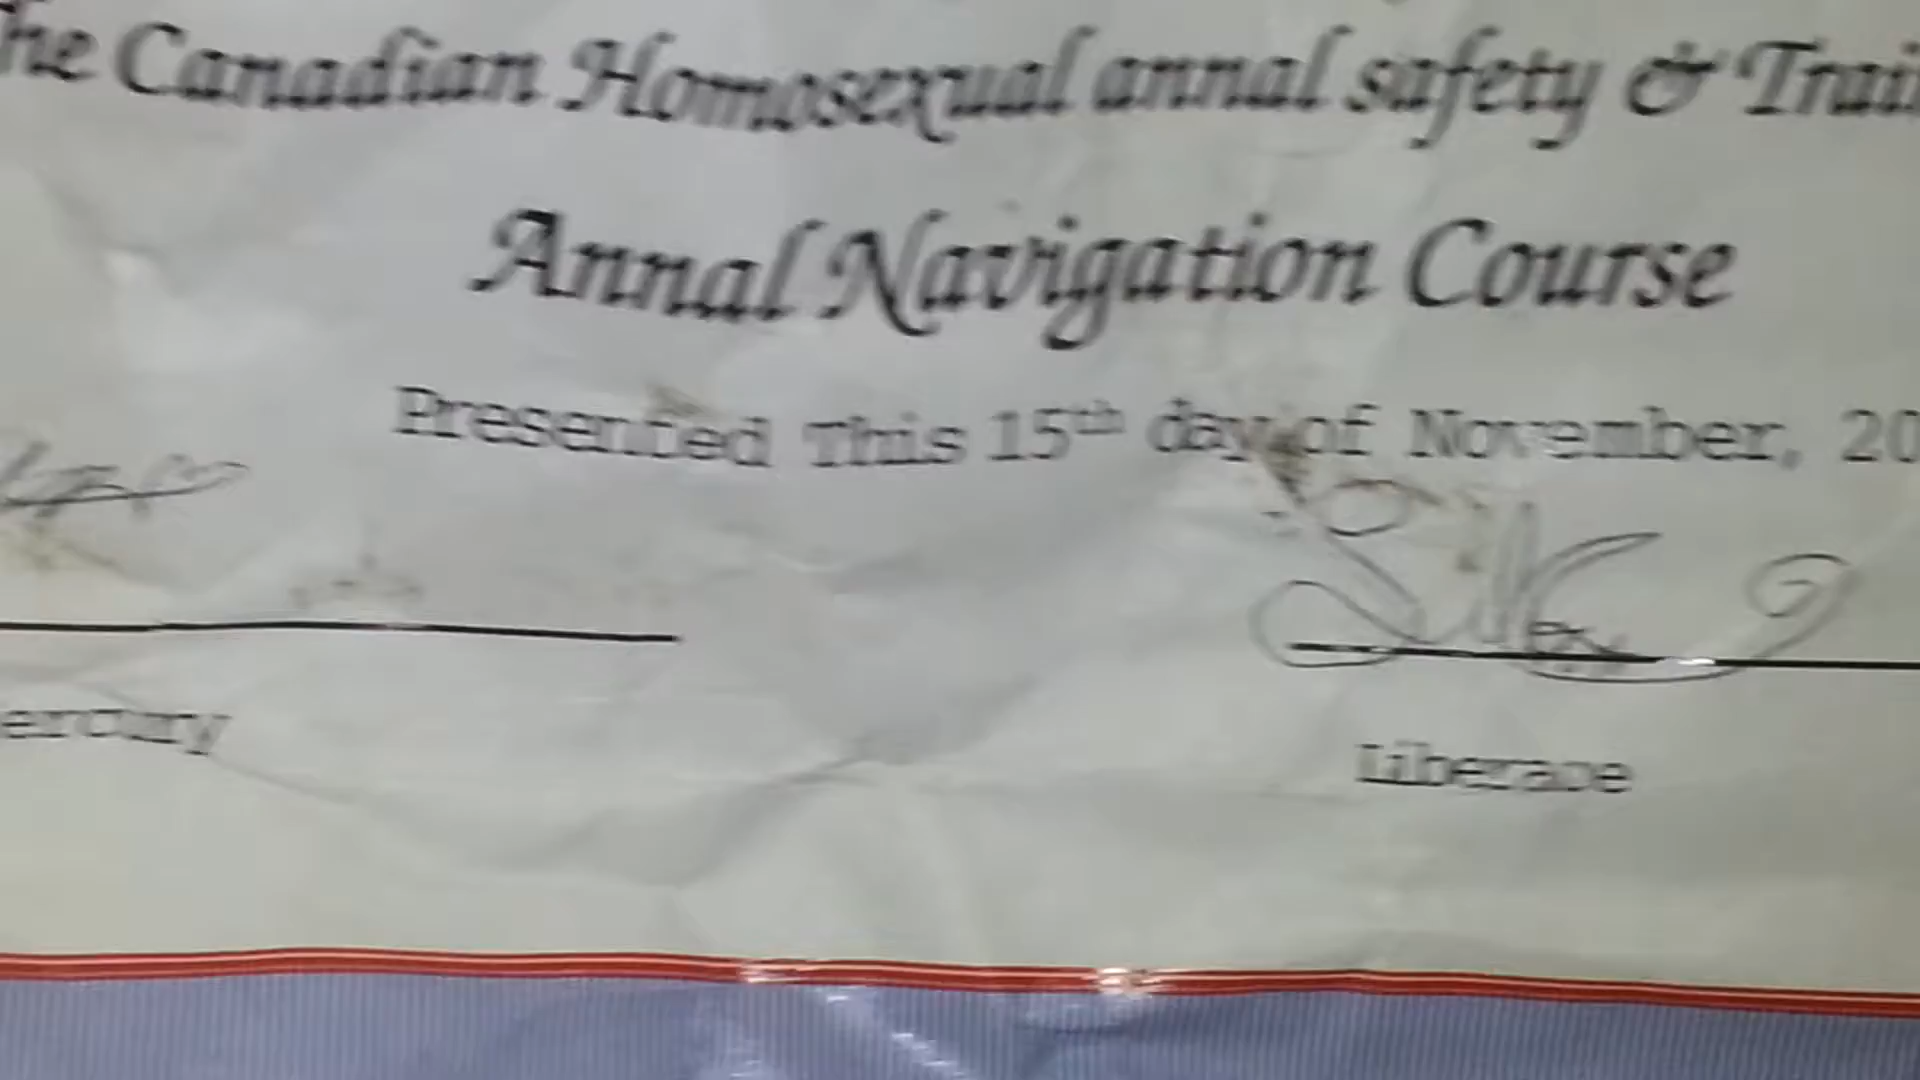 he Canadian Homosexual annal safety & Trai
Annal Navigation Course
Presented This 15th day of November, 20
ercury
Liberace